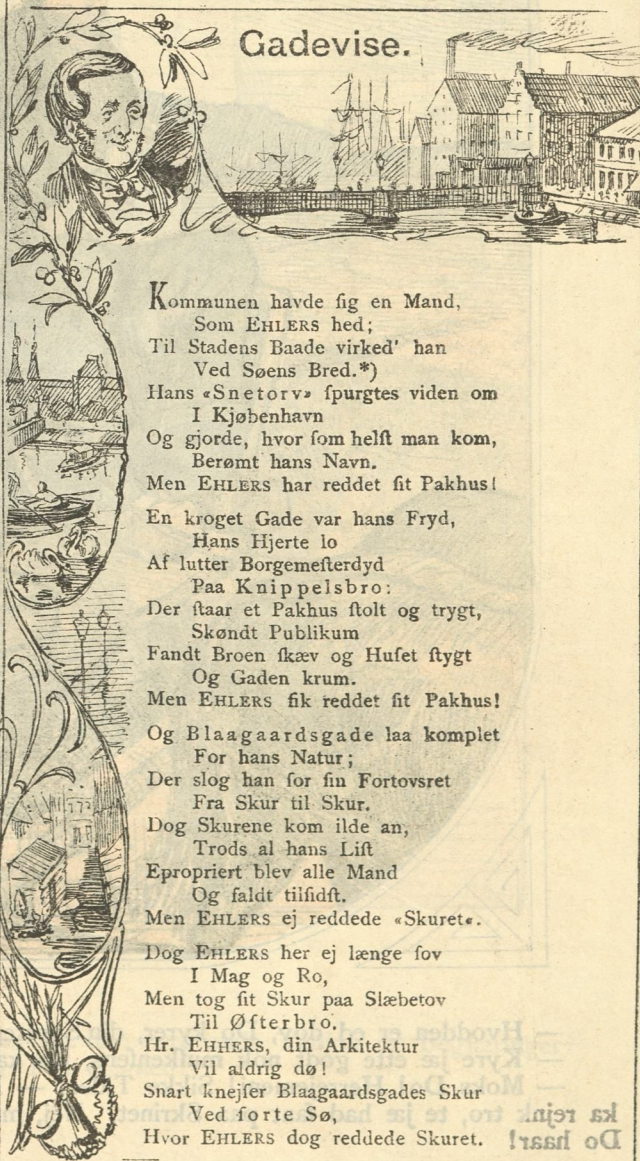 Gadevise.
Kommunen havde ſig en Mand,
Som EHLERS hed;
Til Stadens Baade virked' han
Ved Søens Bred.*)
Hans «Snetorv» ſpurgtes viden om
I Kjøbenhavn
Og gjorde, hvor ſom helſt man kom,
Berømt hans Navn.
Men EHLERS har reddet ſit Pakhus!
En kroget Gade var hans Fryd,
Hans Hjerte lo
Af lutter Borgemeſterdyd
Paa Knippelsbro:
Der ſtaar et Pakhus ſtolt og trygt,
Skøndt Publikum
Fandt Broen ſkæv og Huſet ſtygt
Og Gaden krum.
Men EHLERS fik reddet ſit Pakhus!
Og Blaagaardsgade laa komplet
For hans Natur;
Der slog han for ſin Fortovsret
Fra Skur til Skur.
Dog Skurene kom ilde an,
Trods al hans Liſt
Epropriert blev alle Mand
Og faldt tilſidſt.
Men EHLERS ej reddede «Skuret«.
Dog EHLERS her ej længe ſov
I Mag og Ro,
Men tog ſit Skur paa Slæbetov
Til Øſterbro.
Hr. EHHERS, din Arkitektur
Vil aldrig dø!
Snart knejſer Blaagaardsgades Skur
Ved ſorte Sø,
Hvor EHLERS dog reddede Skuret.
ka rejn.
Do haar!